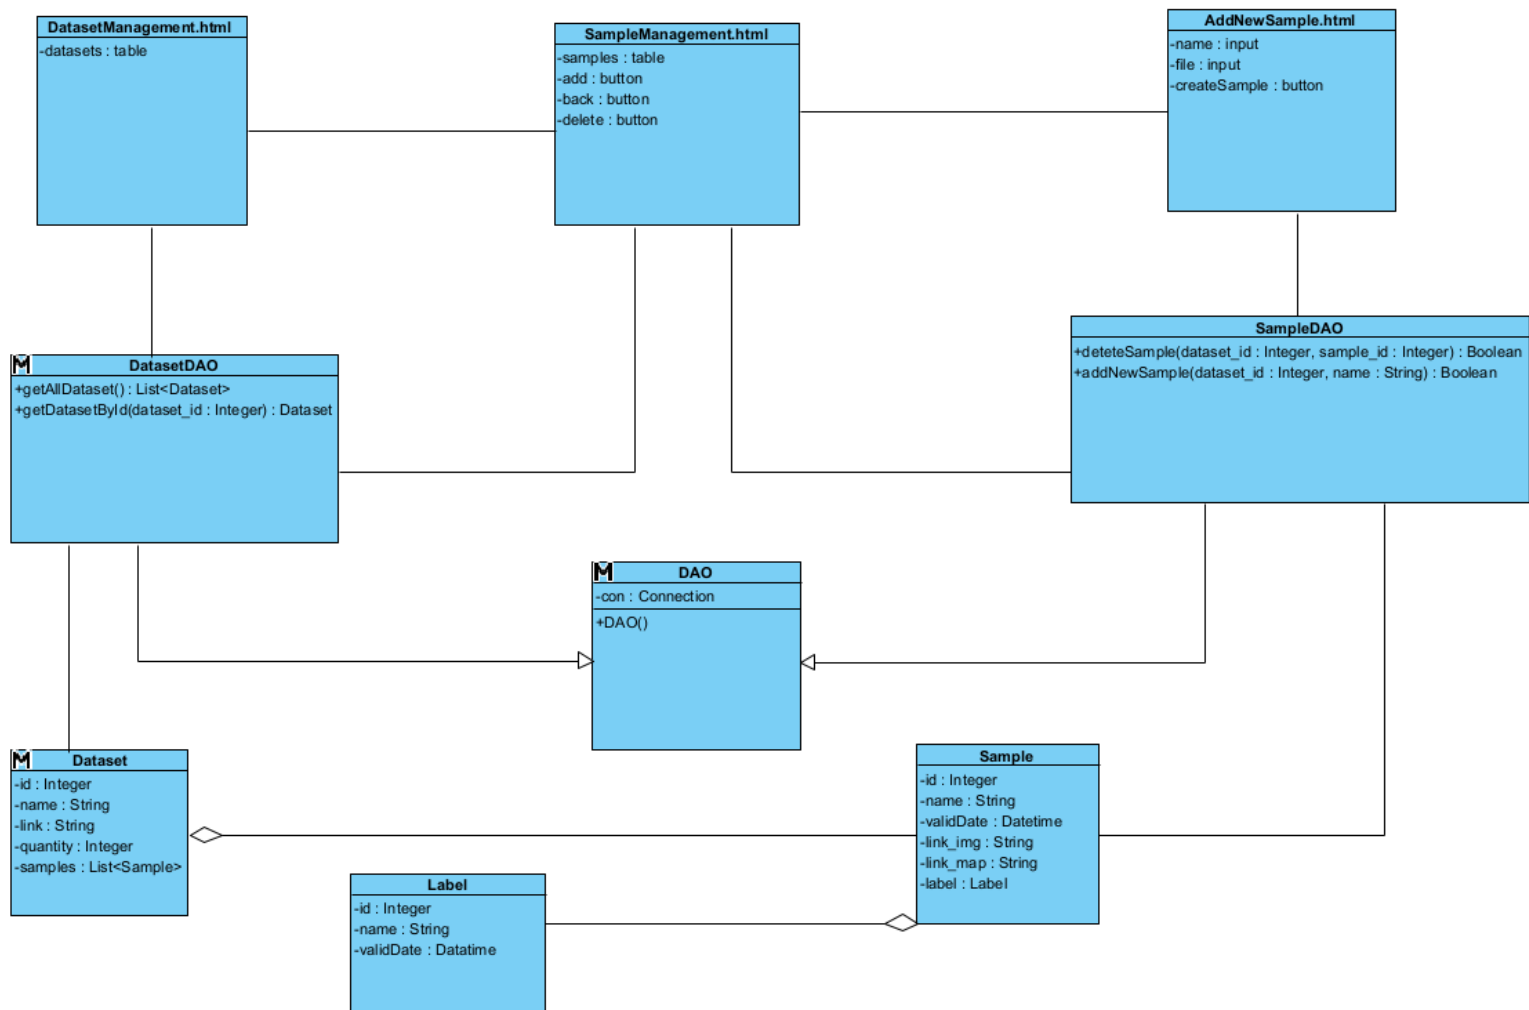 DatasetManagement.html
-datasets : table
SampleManagement.html
-samples : table
-add : button
-back : button
-delete : button
AddNewSample.html
-name : input
-file : input
-createSample : button
M DatasetDAO
+getAllDataset() : List<Dataset>
+getDatasetById(dataset_id : Integer) : Dataset
SampleDAO
+deteteSample(dataset_id : Integer, sample_id : Integer) : Boolean
+addNewSample(dataset_id : Integer, name : String) : Boolean
M DAO
-con : Connection
+DAO()
M Dataset
-id : Integer
-name : String
-link : String
-quantity : Integer
-samples : List<Sample>
Sample
-id : Integer
-name : String
-validDate : Datetime
-link_img : String
-link_map : String
-label : Label
Label
-id : Integer
-name : String
-validDate : Datatime